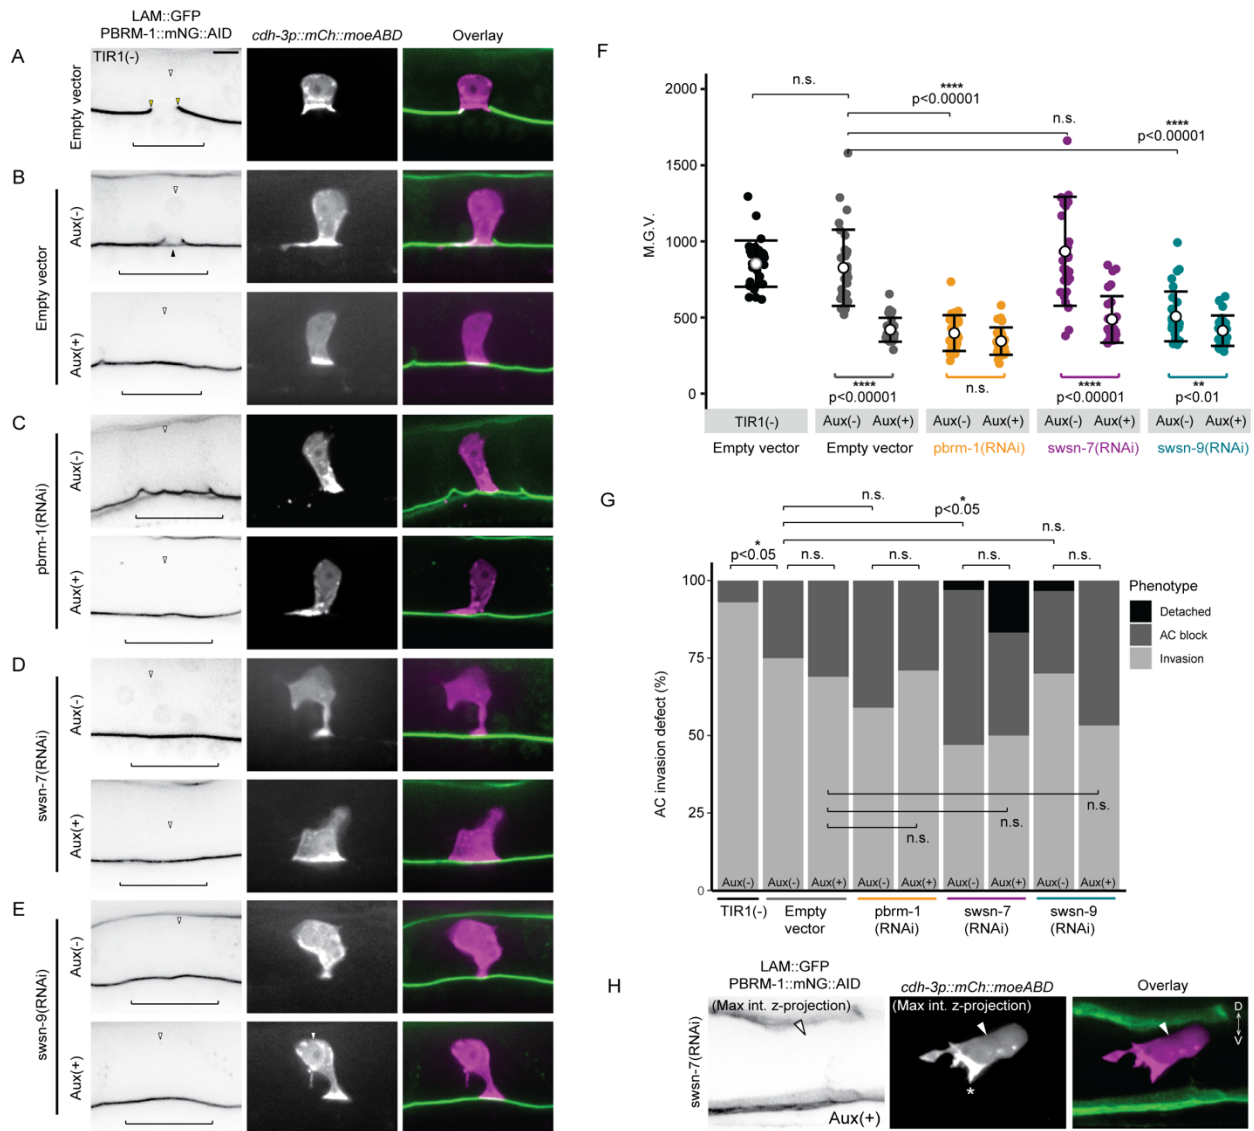 LAM::GFP
PBRM-1::mNG::AID
cdh-3p::mCh::moeABD
Overlay
A
Empty vector
TIR1(-)
B
Empty vector
Aux(-)
Aux(+)
C
pbrm-1(RNAi)
Aux(-)
Aux(+)
D
swsn-7(RNAi)
Aux(-)
Aux(+)
E
swsn-9(RNAi)
Aux(-)
Aux(+)
F
n.s.
****
p<0.00001
n.s.
****
p<0.00001
M.G.V.
2000
1500
1000
500
0
****
p<0.00001
n.s.
****
p<0.00001
**
p<0.01
TIR1(-)
Aux(-) Aux(+)
Aux(-) Aux(+)
Aux(-) Aux(+)
Aux(-) Aux(+)
Empty vector
Empty vector
pbrm-1(RNAi)
swsn-7(RNAi)
swsn-9(RNAi)
G
n.s.
*
p<0.05
n.s.
*
p<0.05
n.s.
n.s.
n.s.
n.s.
AC invasion defect (%)
100
75
50
25
0
n.s.
n.s.
n.s.
Phenotype
Detached
AC block
Invasion
Aux(-)
Aux(-)
Aux(+)
Aux(-)
Aux(+)
Aux(-)
Aux(+)
Aux(-)
Aux(+)
TIR1(-)
Empty
vector
pbrm-1
(RNAi)
swsn-7
(RNAi)
swsn-9
(RNAi)
H
LAM::GFP
PBRM-1::mNG::AID
cdh-3p::mCh::moeABD
Overlay
swsn-7(RNAi)
(Max int. z-projection)
Aux(+)
(Max int. z-projection)
*
D
V